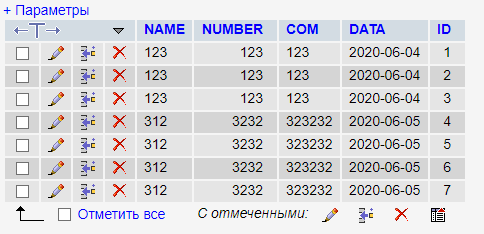 + Параметры
NAME NUMBER COM DATA ID
123 123 123 2020-06-04 1
123 123 123 2020-06-04 2
123 123 123 2020-06-04 3
312 3232 323232 2020-06-05 4
312 3232 323232 2020-06-05 5
312 3232 323232 2020-06-05 6
312 3232 323232 2020-06-05 7
Отметить все С отмеченными: